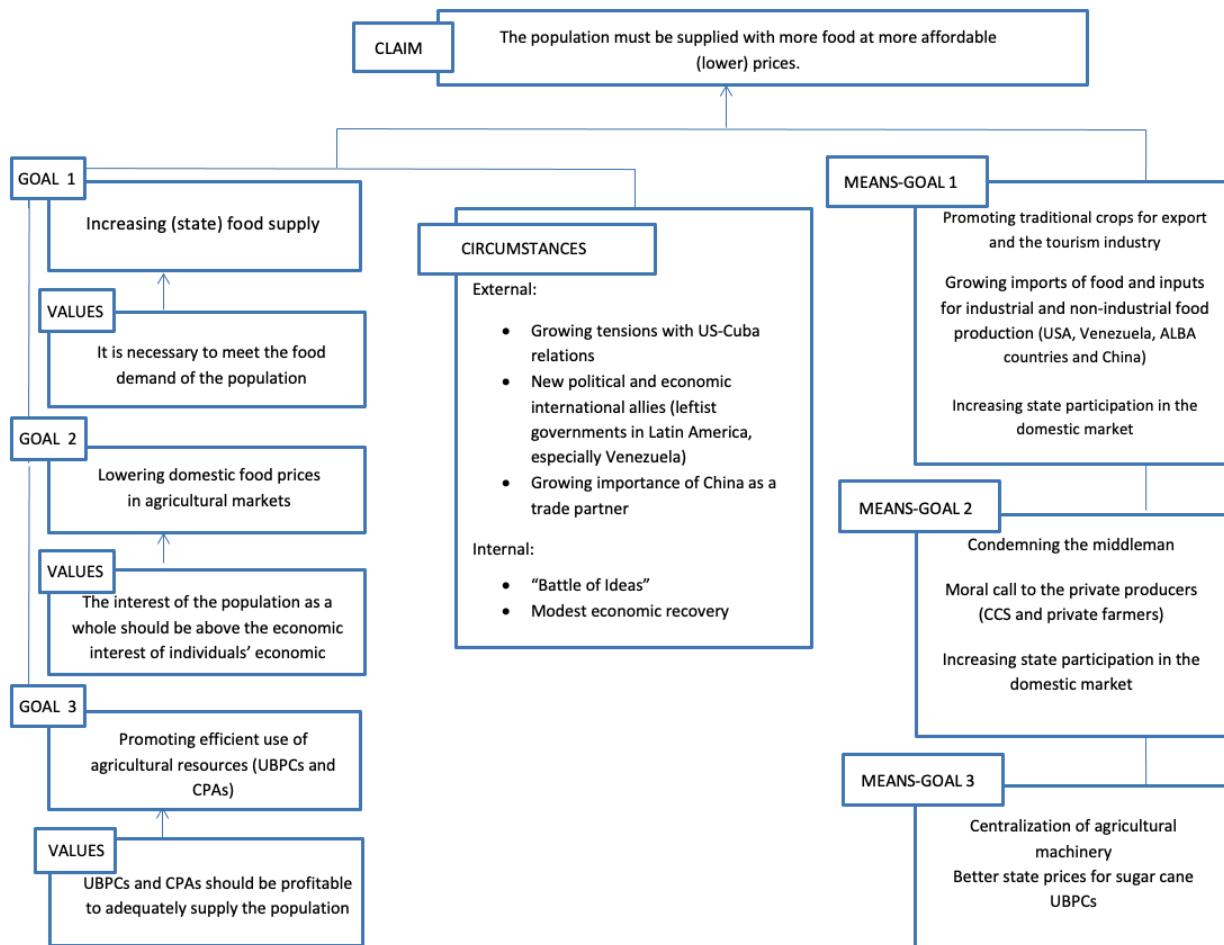 CLAIM
The population must be supplied with more food at more affordable
(lower) prices.
GOAL 1
Increasing (state) food supply
VALUES
It is necessary to meet the food
demand of the population
GOAL 2
Lowering domestic food prices
in agricultural markets
VALUES
The interest of the population as a
whole should be above the economic
interest of individuals’ economic
GOAL 3
Promoting efficient use of
agricultural resources (UBPCs and
CPAs)
VALUES
UBPCs and CPAs should be profitable
to adequately supply the population
CIRCUMSTANCES
External:
• Growing tensions with US-Cuba
relations
• New political and economic
international allies (leftist
governments in Latin America,
especially Venezuela)
• Growing importance of China as a
trade partner
Internal:
• “Battle of Ideas”
• Modest economic recovery
MEANS-GOAL 1
Promoting traditional crops for export
and the tourism industry
Growing imports of food and inputs
for industrial and non-industrial food
production (USA, Venezuela, ALBA
countries and China)
Increasing state participation in the
domestic market
MEANS-GOAL 2
Condemning the middleman
Moral call to the private producers
(CCS and private farmers)
Increasing state participation in the
domestic market
MEANS-GOAL 3
Centralization of agricultural
machinery
Better state prices for sugar cane
UBPCs